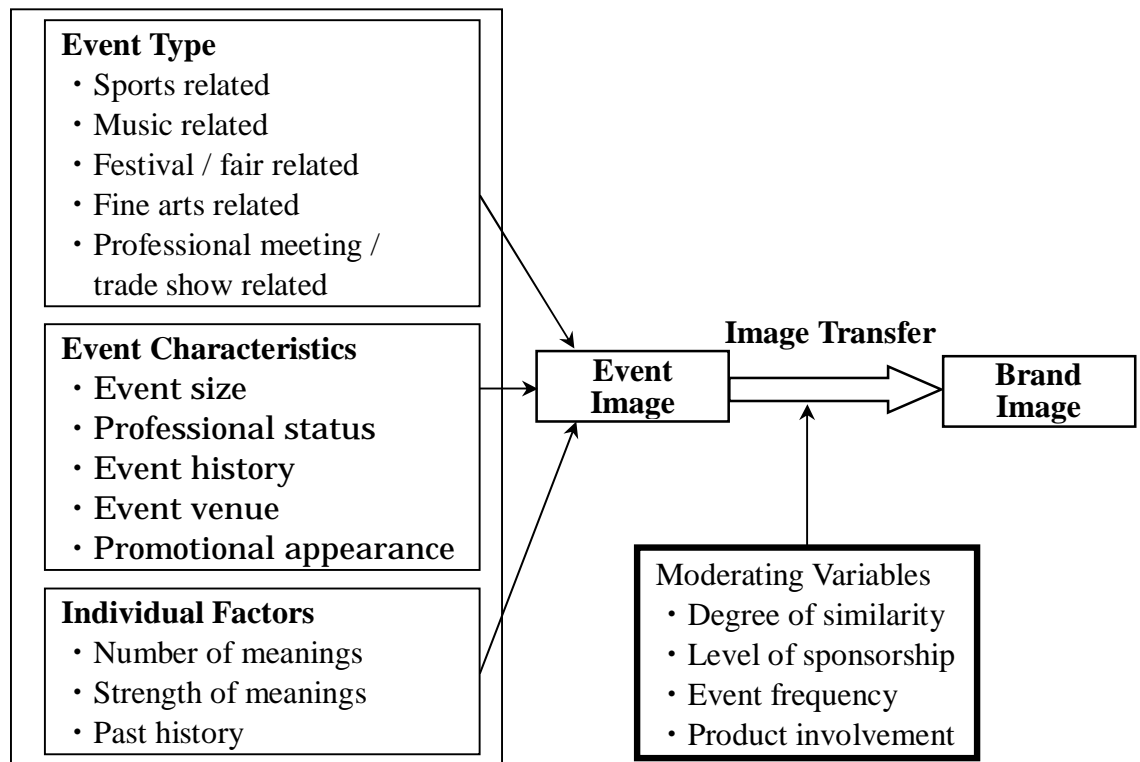 Event Type
・Sports related
・Music related
・Festival / fair related
・Fine arts related
・Professional meeting /
trade show related
Event Characteristics
・Event size
・Professional status
・Event history
・Event venue
・Promotional appearance
Individual Factors
・Number of meanings
・Strength of meanings
・Past history
Event
Image
Image Transfer
Brand
Image
Moderating Variables
・Degree of similarity
・Level of sponsorship
・Event frequency
・Product involvement